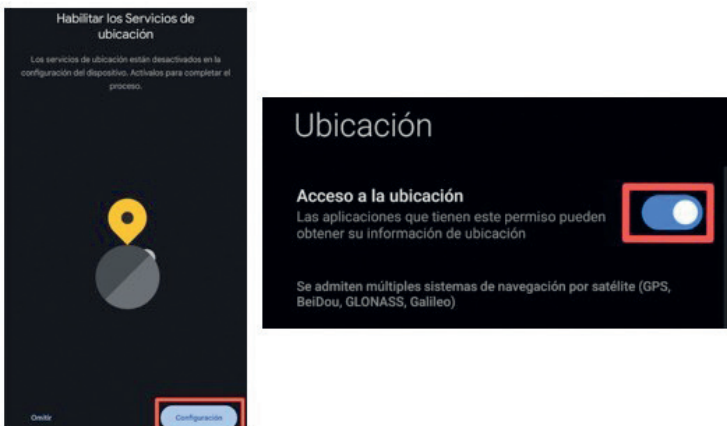 Habilitar los Servicios de
ubicación
Los servicios de ubicación están desactivados en la
configuración del dispositivo. Actívalos para completar el
proceso.
Omitir
Configuración
Ubicación
Acceso a la ubicación
Las aplicaciones que tienen este permiso pueden
obtener su información de ubicación
Se admiten múltiples sistemas de navegación por satélite (GPS,
BeiDou, GLONASS, Galileo)